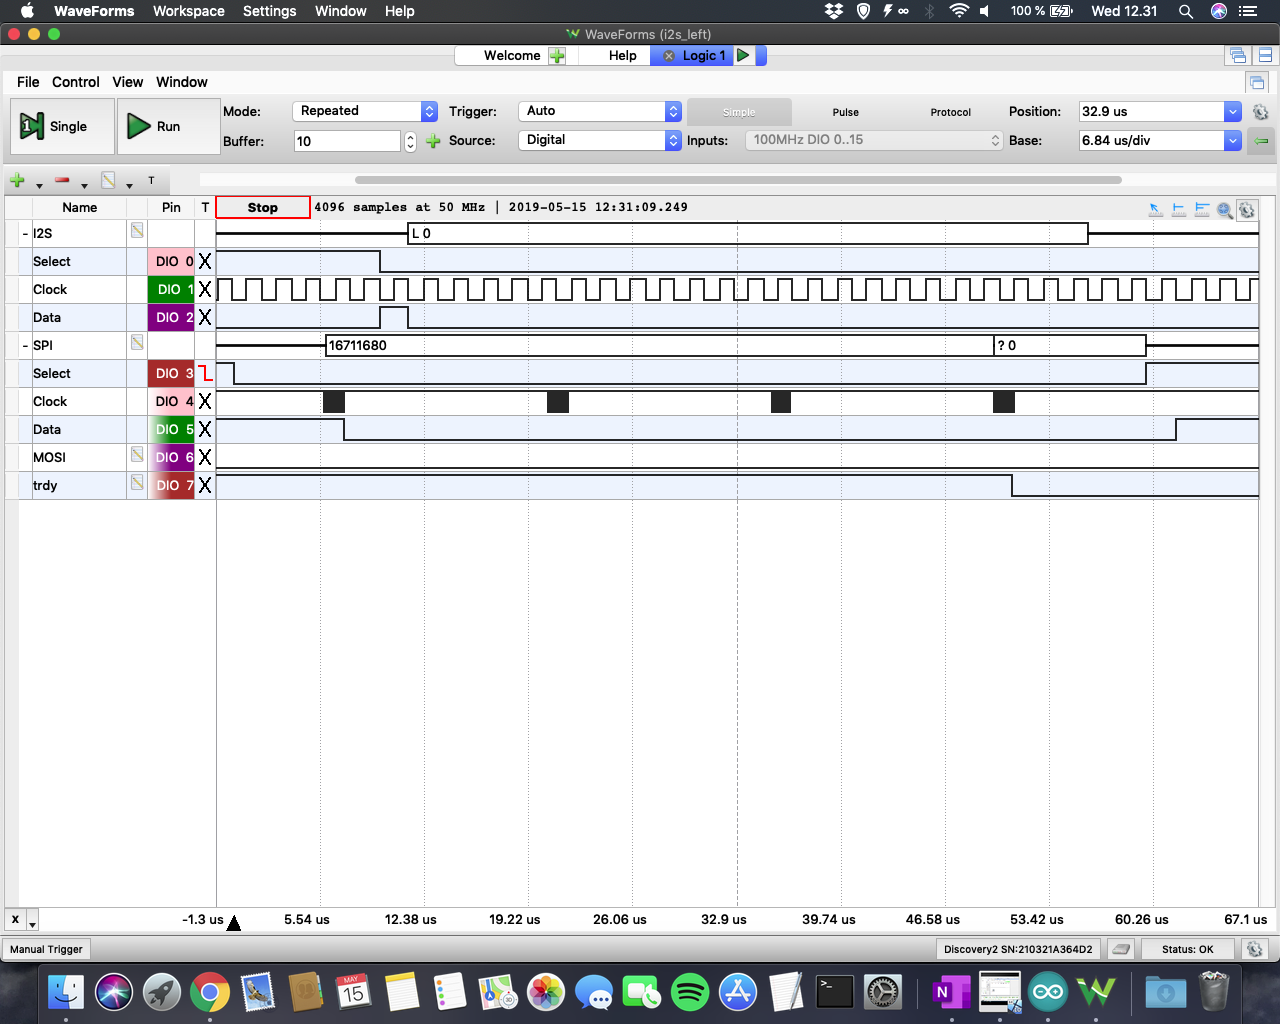 WaveForms Workspace Settings Window Help 100 % Wed 12.31
WaveForms (i2s_left)
Welcome Help Logic 1
File Control View Window
Single Run Mode: Repeated Trigger: Auto Simple Pulse Protocol Position: 32.9 us
Buffer: 10 Source: Digital Inputs: 100MHz DIO 0..15 Base: 6.84 us/div
T
Name Pin T Stop 4096 samples at 50 MHz | 2019-05-15 12:31:09.249
- I2S L 0
Select DIO 0 X
Clock DIO 1 X
Data DIO 2 X
- SPI 16711680 ? 0
Select DIO 3
Clock DIO 4 X
Data DIO 5 X
MOSI DIO 6 X
trdy DIO 7 X
X -1.3 us 5.54 us 12.38 us 19.22 us 26.06 us 32.9 us 39.74 us 46.58 us 53.42 us 60.26 us 67.1 us
Manual Trigger Discovery2 SN:210321A364D2 Status: OK
MAY
15